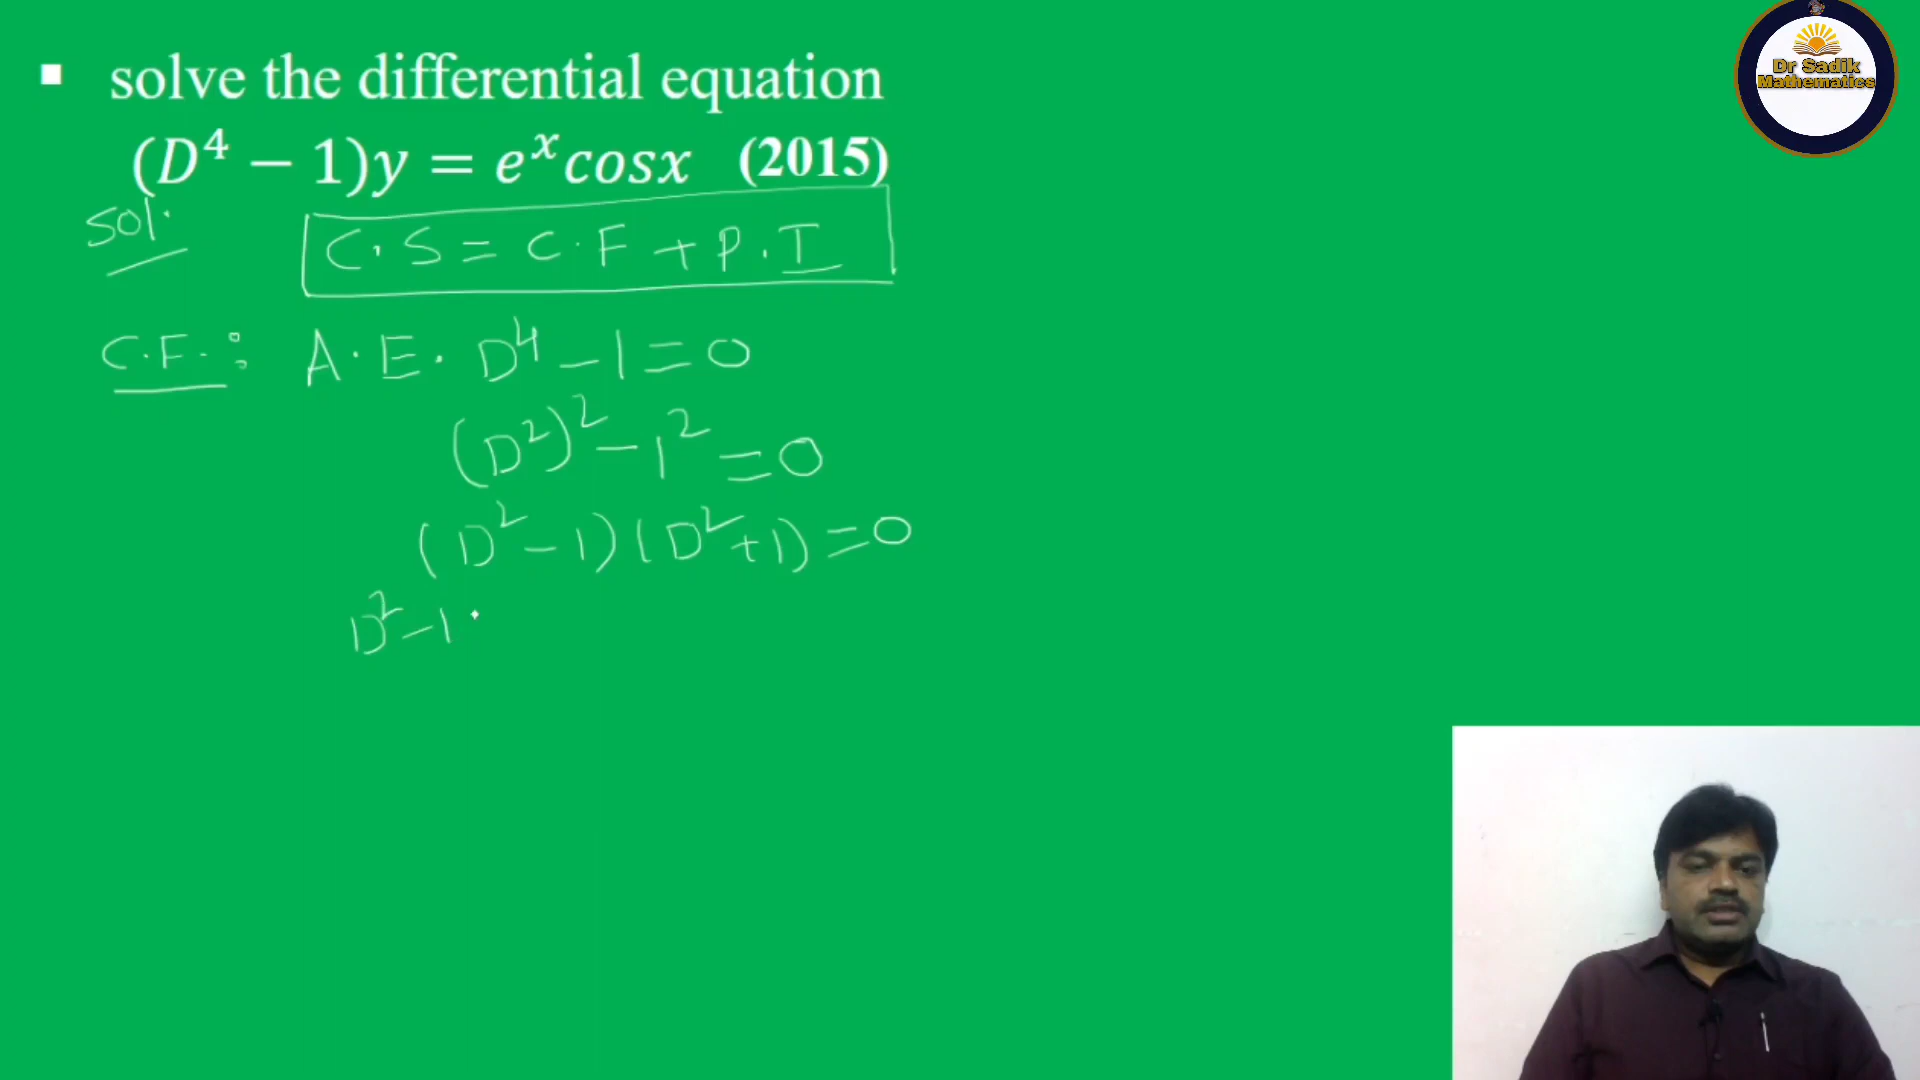 ▪ solve the differential equation
(D⁴ − 1)y = eˣcosx (2015)
Sol.
C.S = C.F + P.I
C.F. : A.E. D⁴ − 1 = 0
(D²)² − 1² = 0
(D² − 1)(D² + 1) = 0
D² − 1
Dr Sadik
Mathematics